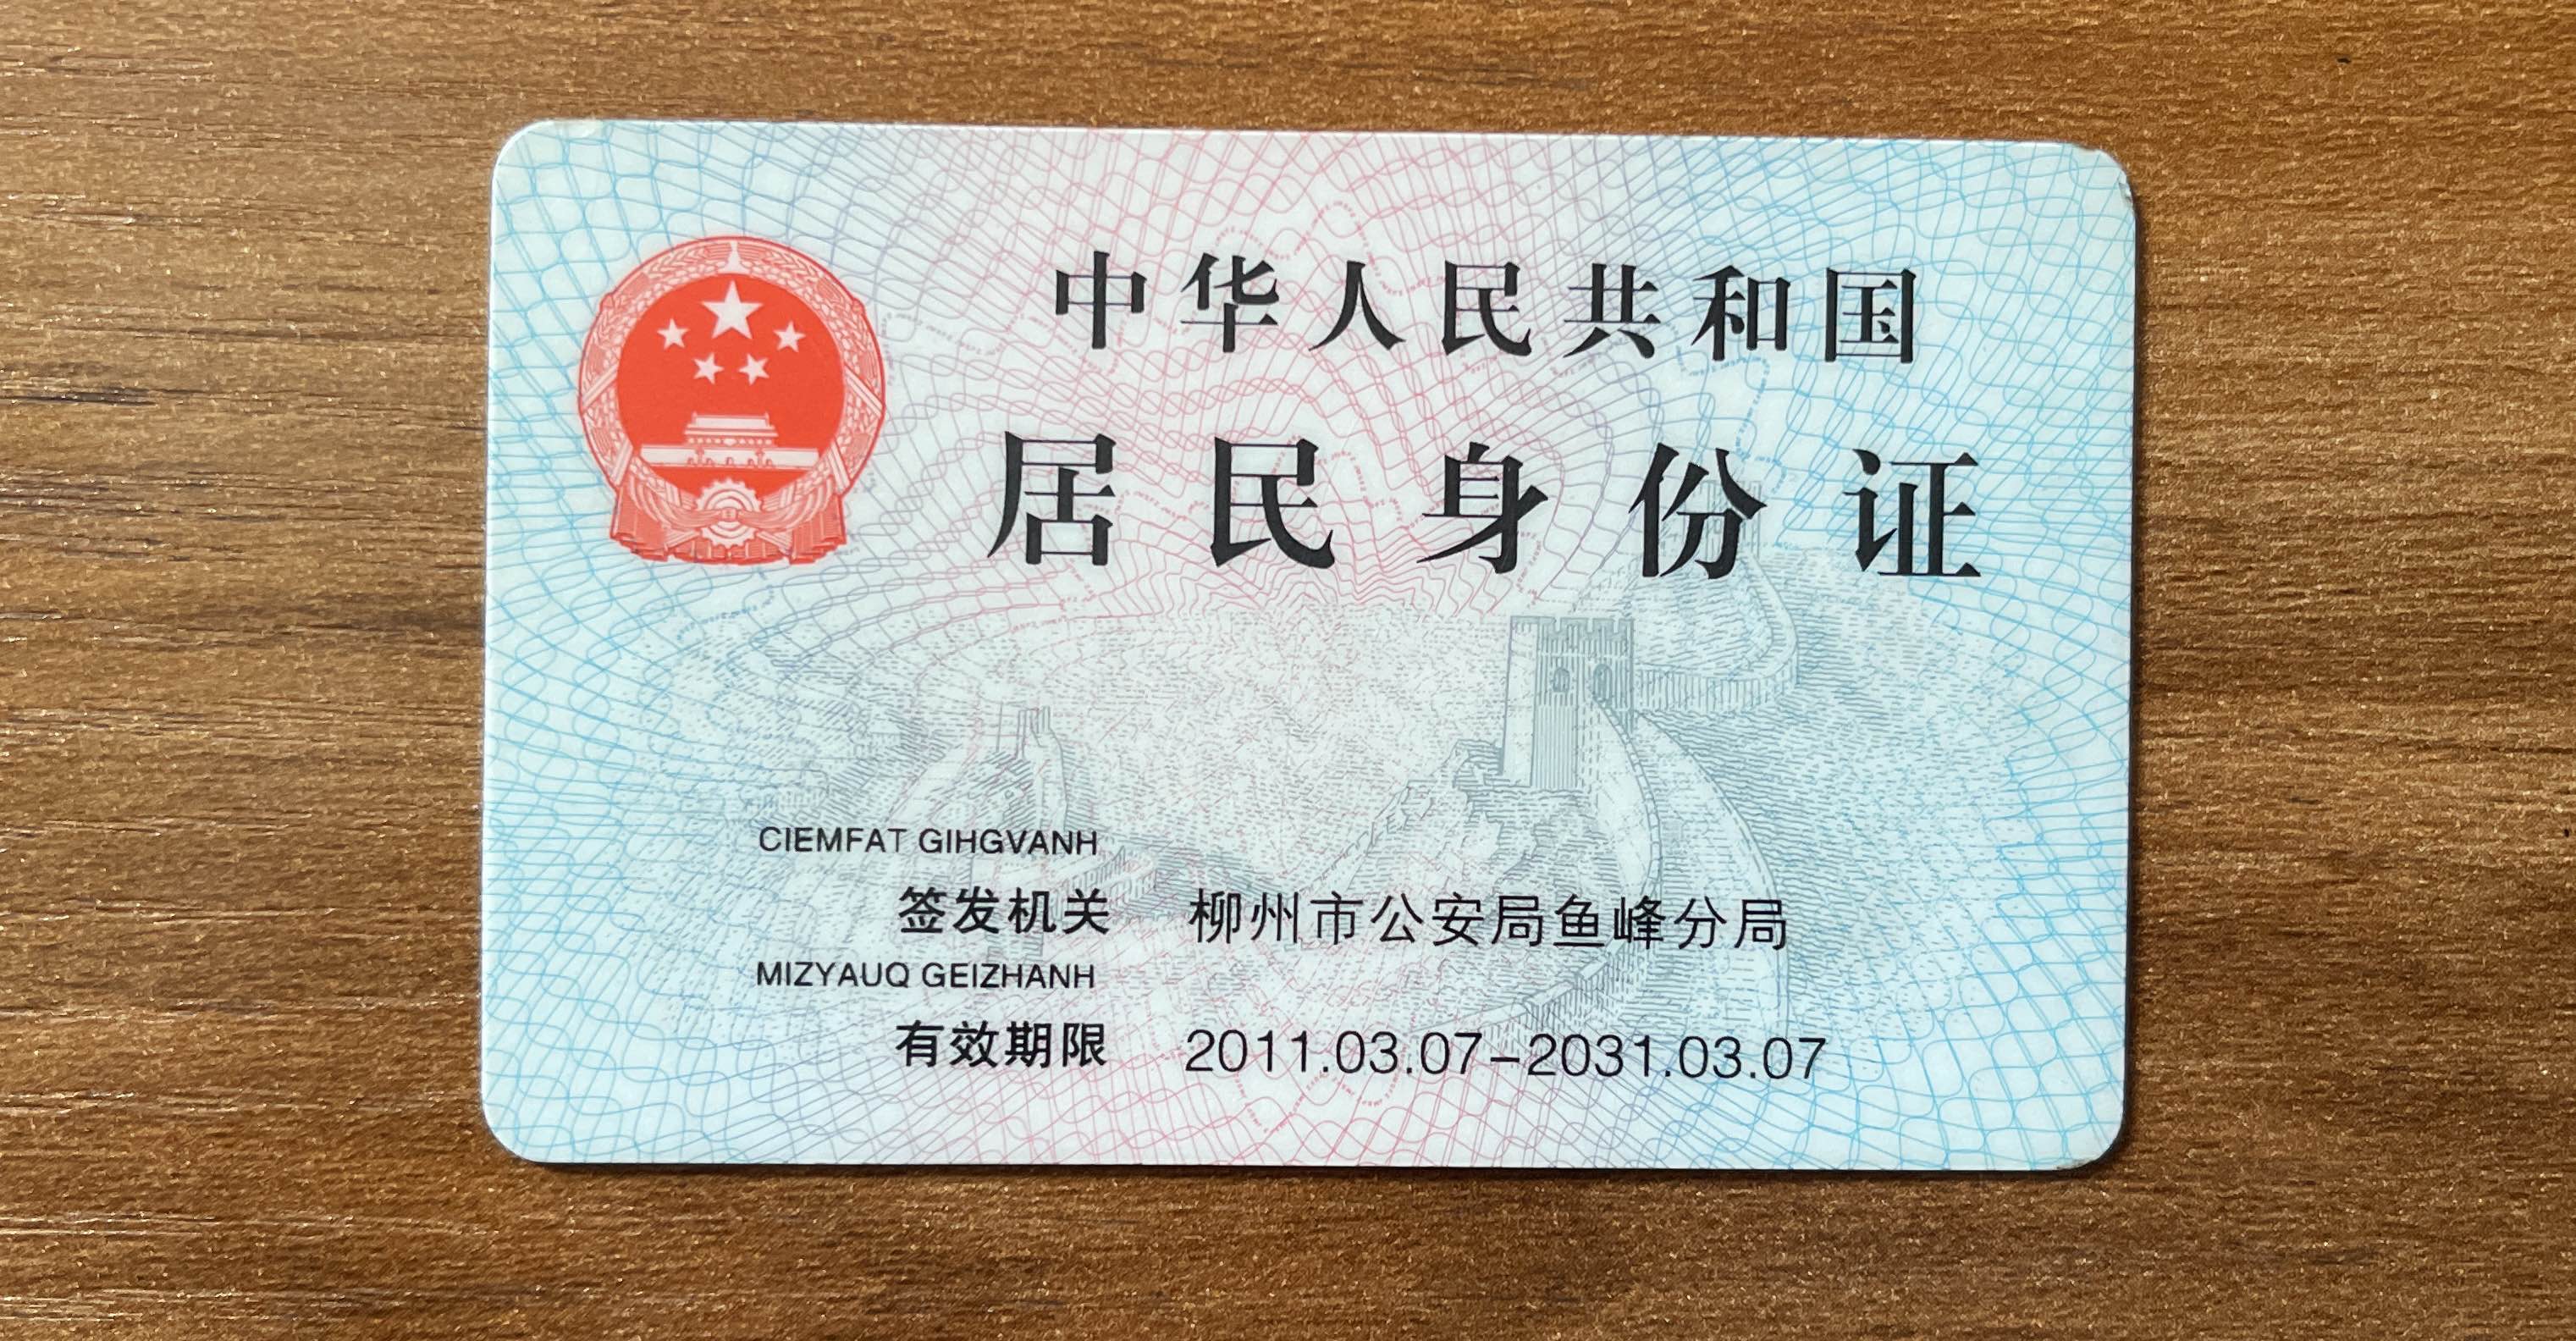 中华人民共和国
居民身份证
CIEMFAT GIHGVANH
签发机关 柳州市公安局鱼峰分局
MIZYAUQ GEIZHANH
有效期限 2011.03.07-2031.03.07